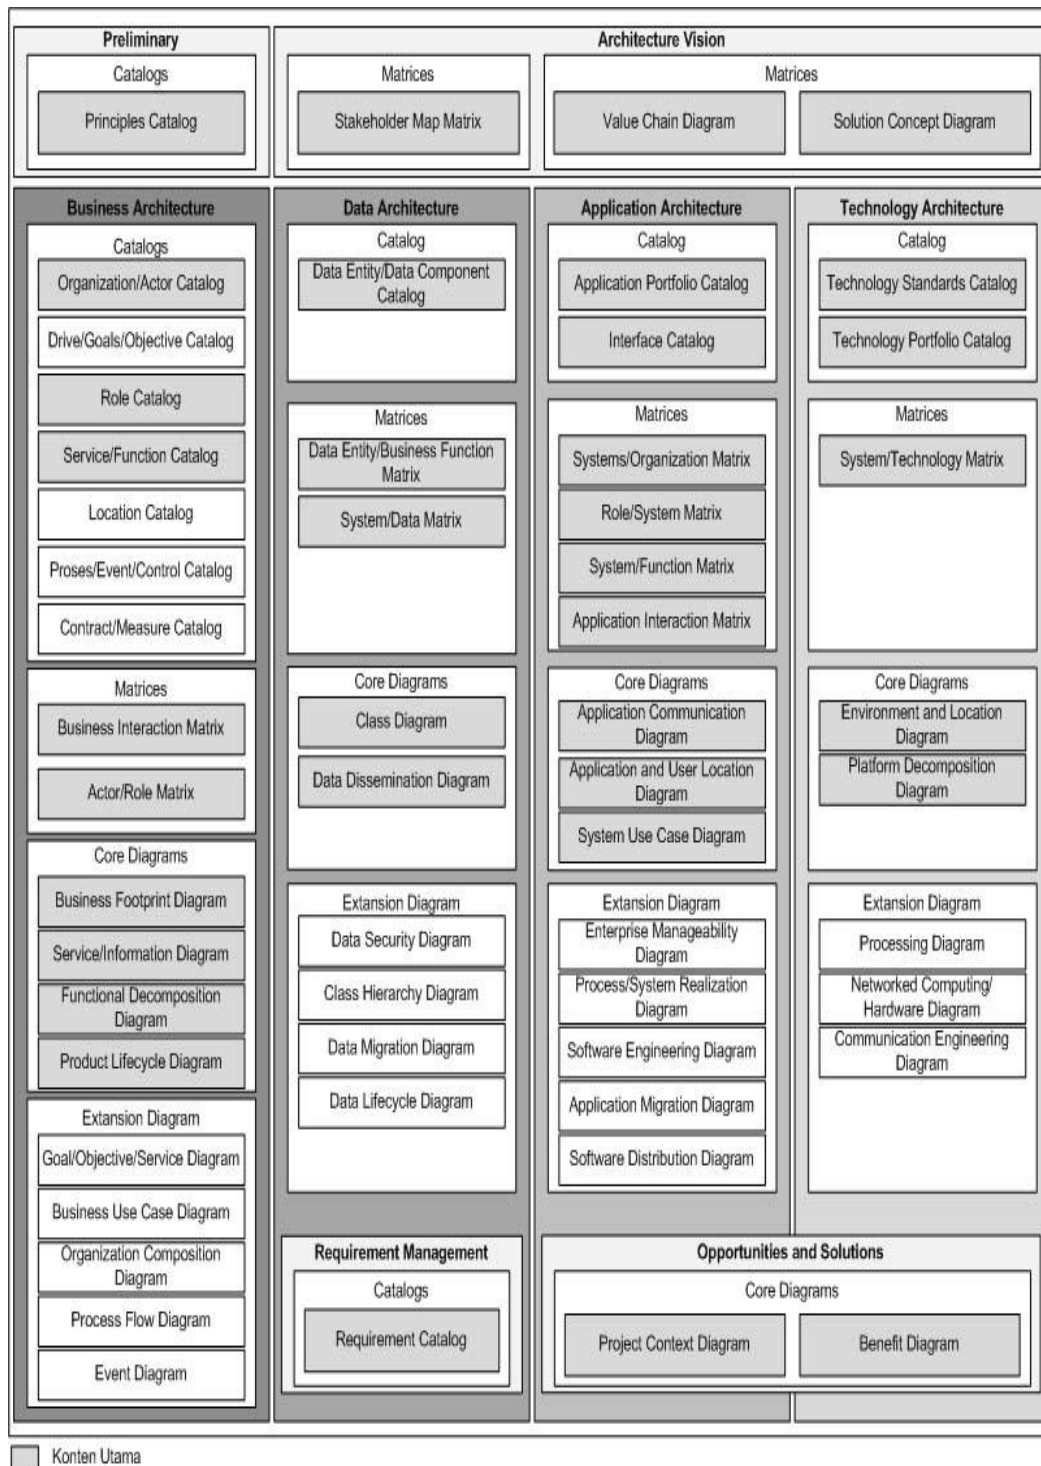 Preliminary
Catalogs
Principles Catalog
Architecture Vision
Matrices
Stakeholder Map Matrix
Matrices
Value Chain Diagram
Solution Concept Diagram
Business Architecture
Catalogs
Organization/Actor Catalog
Drive/Goals/Objective Catalog
Role Catalog
Service/Function Catalog
Location Catalog
Proses/Event/Control Catalog
Contract/Measure Catalog
Matrices
Business Interaction Matrix
Actor/Role Matrix
Core Diagrams
Business Footprint Diagram
Service/Information Diagram
Functional Decomposition
Diagram
Product Lifecycle Diagram
Extansion Diagram
Goal/Objective/Service Diagram
Business Use Case Diagram
Organization Composition
Diagram
Process Flow Diagram
Event Diagram
Data Architecture
Catalog
Data Entity/Data Component
Catalog
Matrices
Data Entity/Business Function
Matrix
System/Data Matrix
Core Diagrams
Class Diagram
Data Dissemination Diagram
Extansion Diagram
Data Security Diagram
Class Hierarchy Diagram
Data Migration Diagram
Data Lifecycle Diagram
Application Architecture
Catalog
Application Portfolio Catalog
Interface Catalog
Matrices
Systems/Organization Matrix
Role/System Matrix
System/Function Matrix
Application Interaction Matrix
Core Diagrams
Application Communication
Diagram
Application and User Location
Diagram
System Use Case Diagram
Extansion Diagram
Enterprise Manageability
Diagram
Process/System Realization
Diagram
Software Engineering Diagram
Application Migration Diagram
Software Distribution Diagram
Technology Architecture
Catalog
Technology Standards Catalog
Technology Portfolio Catalog
Matrices
System/Technology Matrix
Core Diagrams
Environment and Location
Diagram
Platform Decomposition
Diagram
Extansion Diagram
Processing Diagram
Networked Computing/
Hardware Diagram
Communication Engineering
Diagram
Requirement Management
Catalogs
Requirement Catalog
Opportunities and Solutions
Core Diagrams
Project Context Diagram
Benefit Diagram
Konten Utama